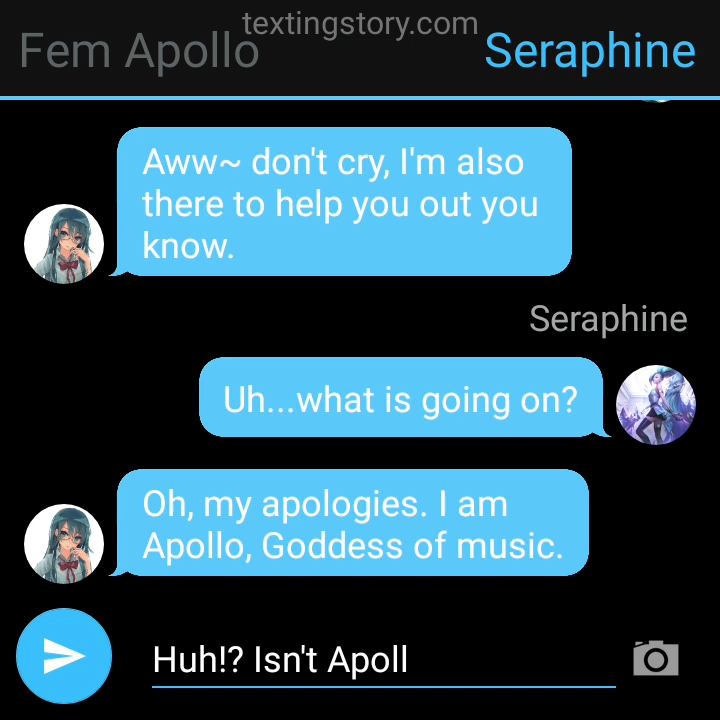 textingstory.com
Fem Apollo
Seraphine
Aww~ don't cry, I'm also
there to help you out you
know.
Seraphine
Uh...what is going on?
Oh, my apologies. I am
Apollo, Goddess of music.
Huh!? Isn't Apoll